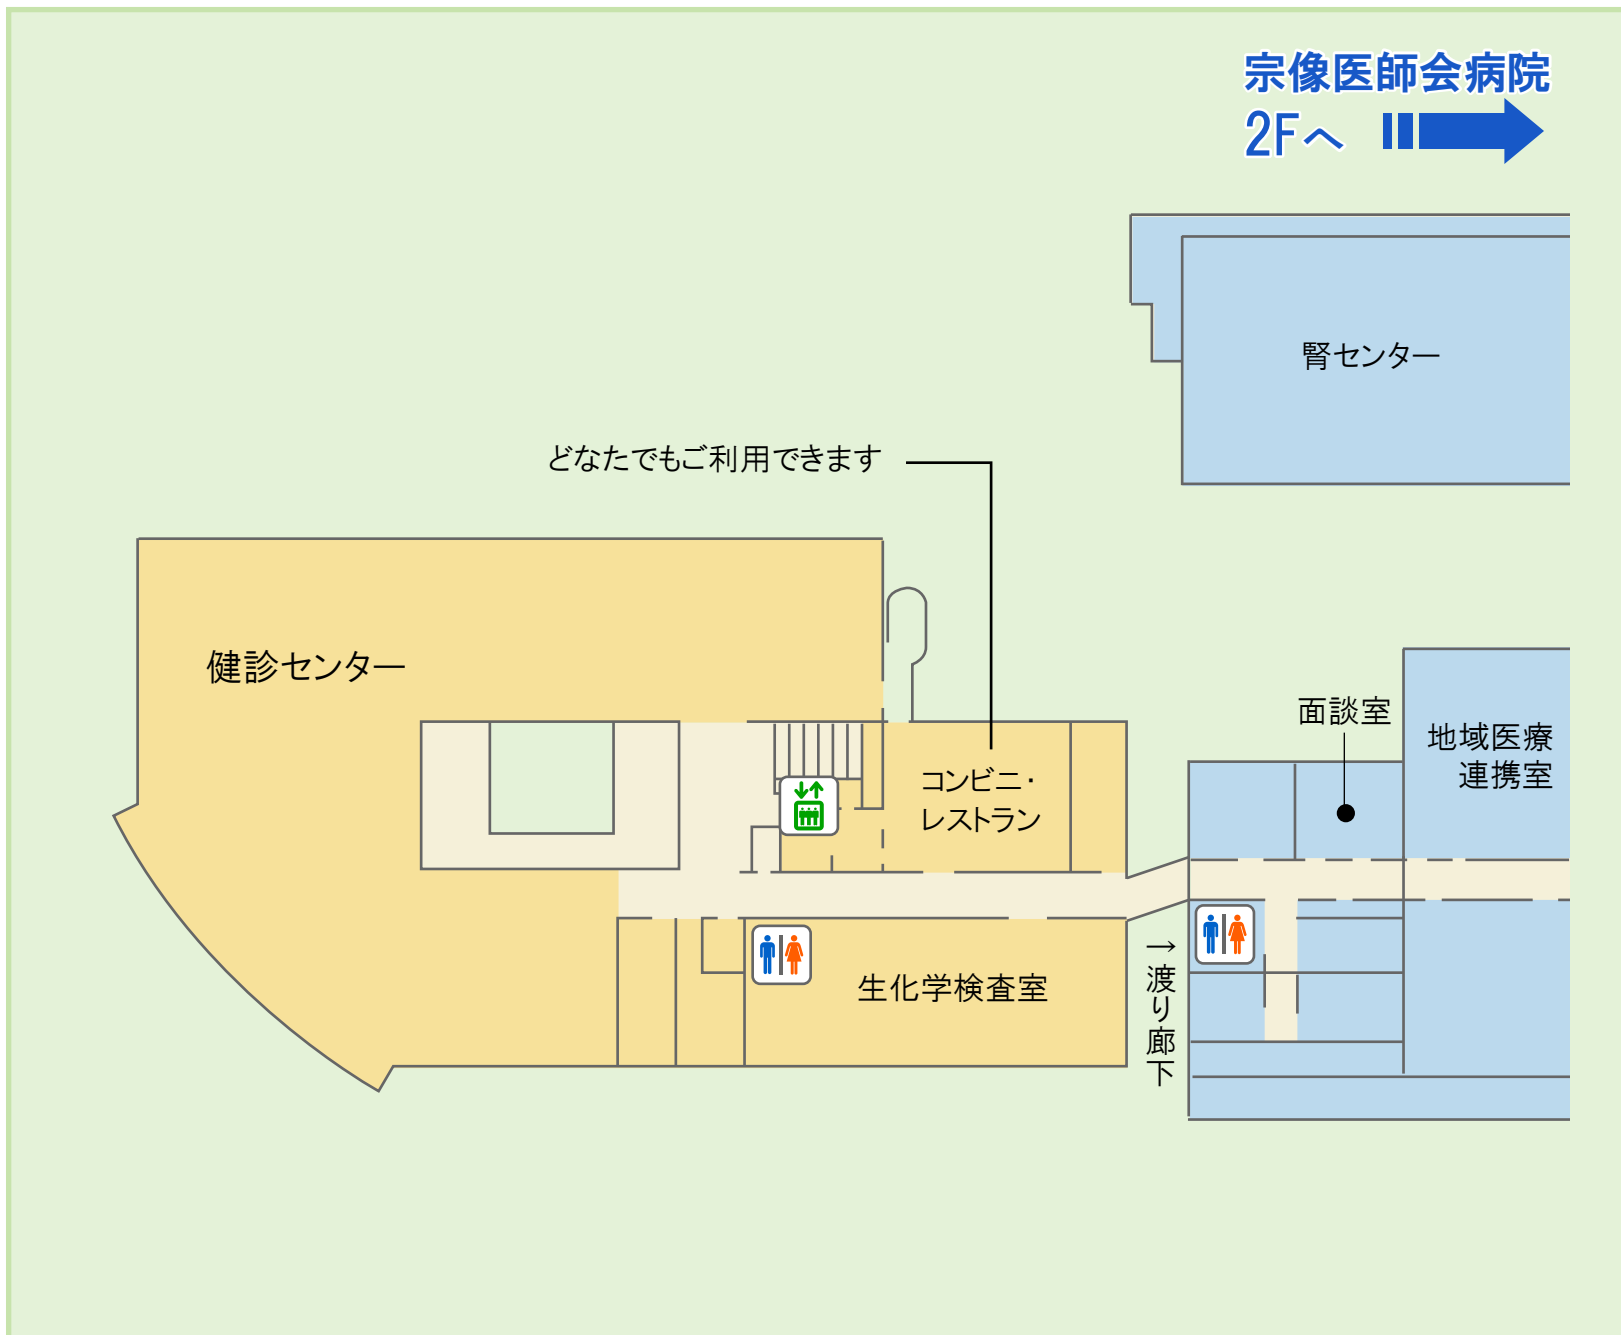 宗像医師会病院
2Fへ
腎センター
どなたでもご利用できます
健診センター
面談室
地域医療
連携室
コンビニ・
レストラン
生化学検査室
→渡り廊下